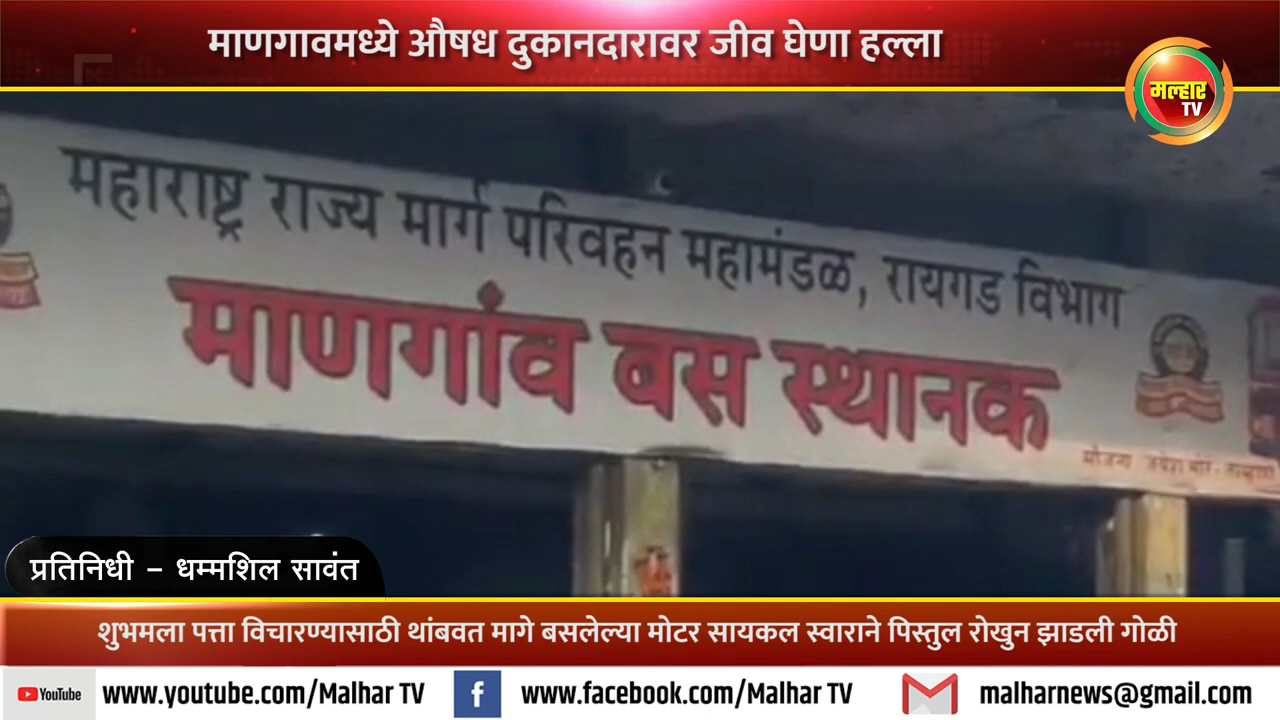 माणगावमध्ये औषध दुकानदारावर जीव घेणा हल्ला
मल्हार
TV
महाराष्ट्र राज्य मार्ग परिवहन महामंडळ, रायगड विभाग
माणगांव बस स्थानक
प्रतिनिधी – धम्मशिल सावंत
शुभमला पत्ता विचारण्यासाठी थांबवत मागे बसलेल्या मोटर सायकल स्वाराने पिस्तुल रोखुन झाडली गोळी
YouTube www.youtube.com/Malhar TV f www.facebook.com/Malhar TV malharnews@gmail.com